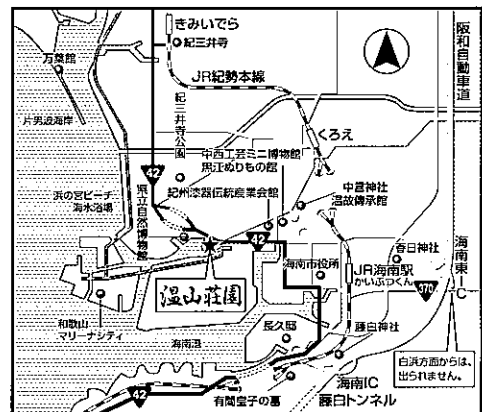 きみいでら
紀三井寺
万葉館
JR紀勢本線
阪和自動車道
片男波海岸
紀三井寺公園
くろえ
中西工芸ミニ博物館
黒江ぬりもの館
42
浜の宮ビーチ
海水浴場
県立自然博物館
紀州漆器伝統産業会館
中言神社
温故伝承館
42
春日神社
海南市役所
JR海南駅
かいぶつくん
海南東IC
370
温山荘園
和歌山
マリーナシティ
海南港
長久邸
藤白神社
白浜方面からは、
出られません。
42
有間皇子の墓
海南IC
藤白トンネル